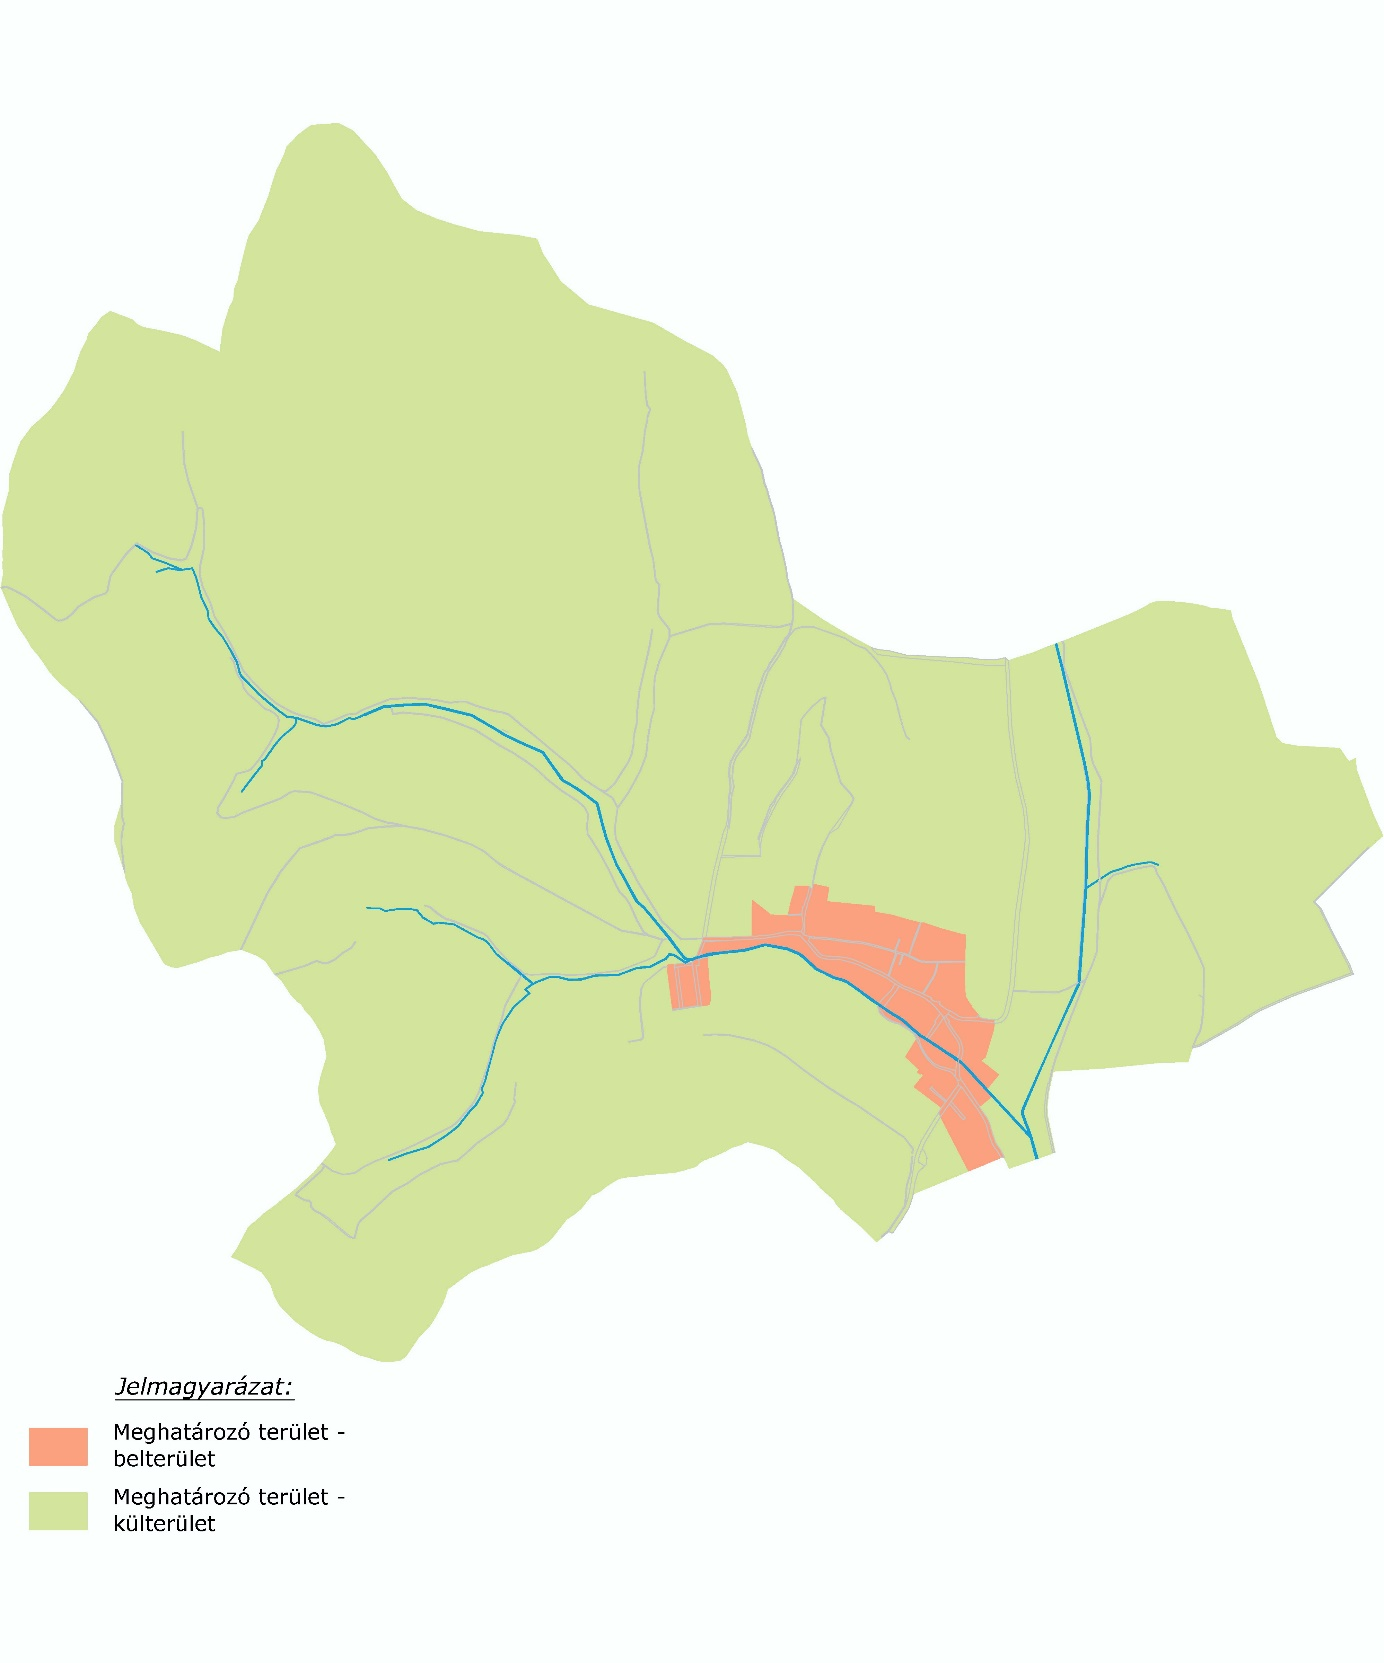 Jelmagyarázat:
Meghatározó terület -
belterület
Meghatározó terület -
külterület